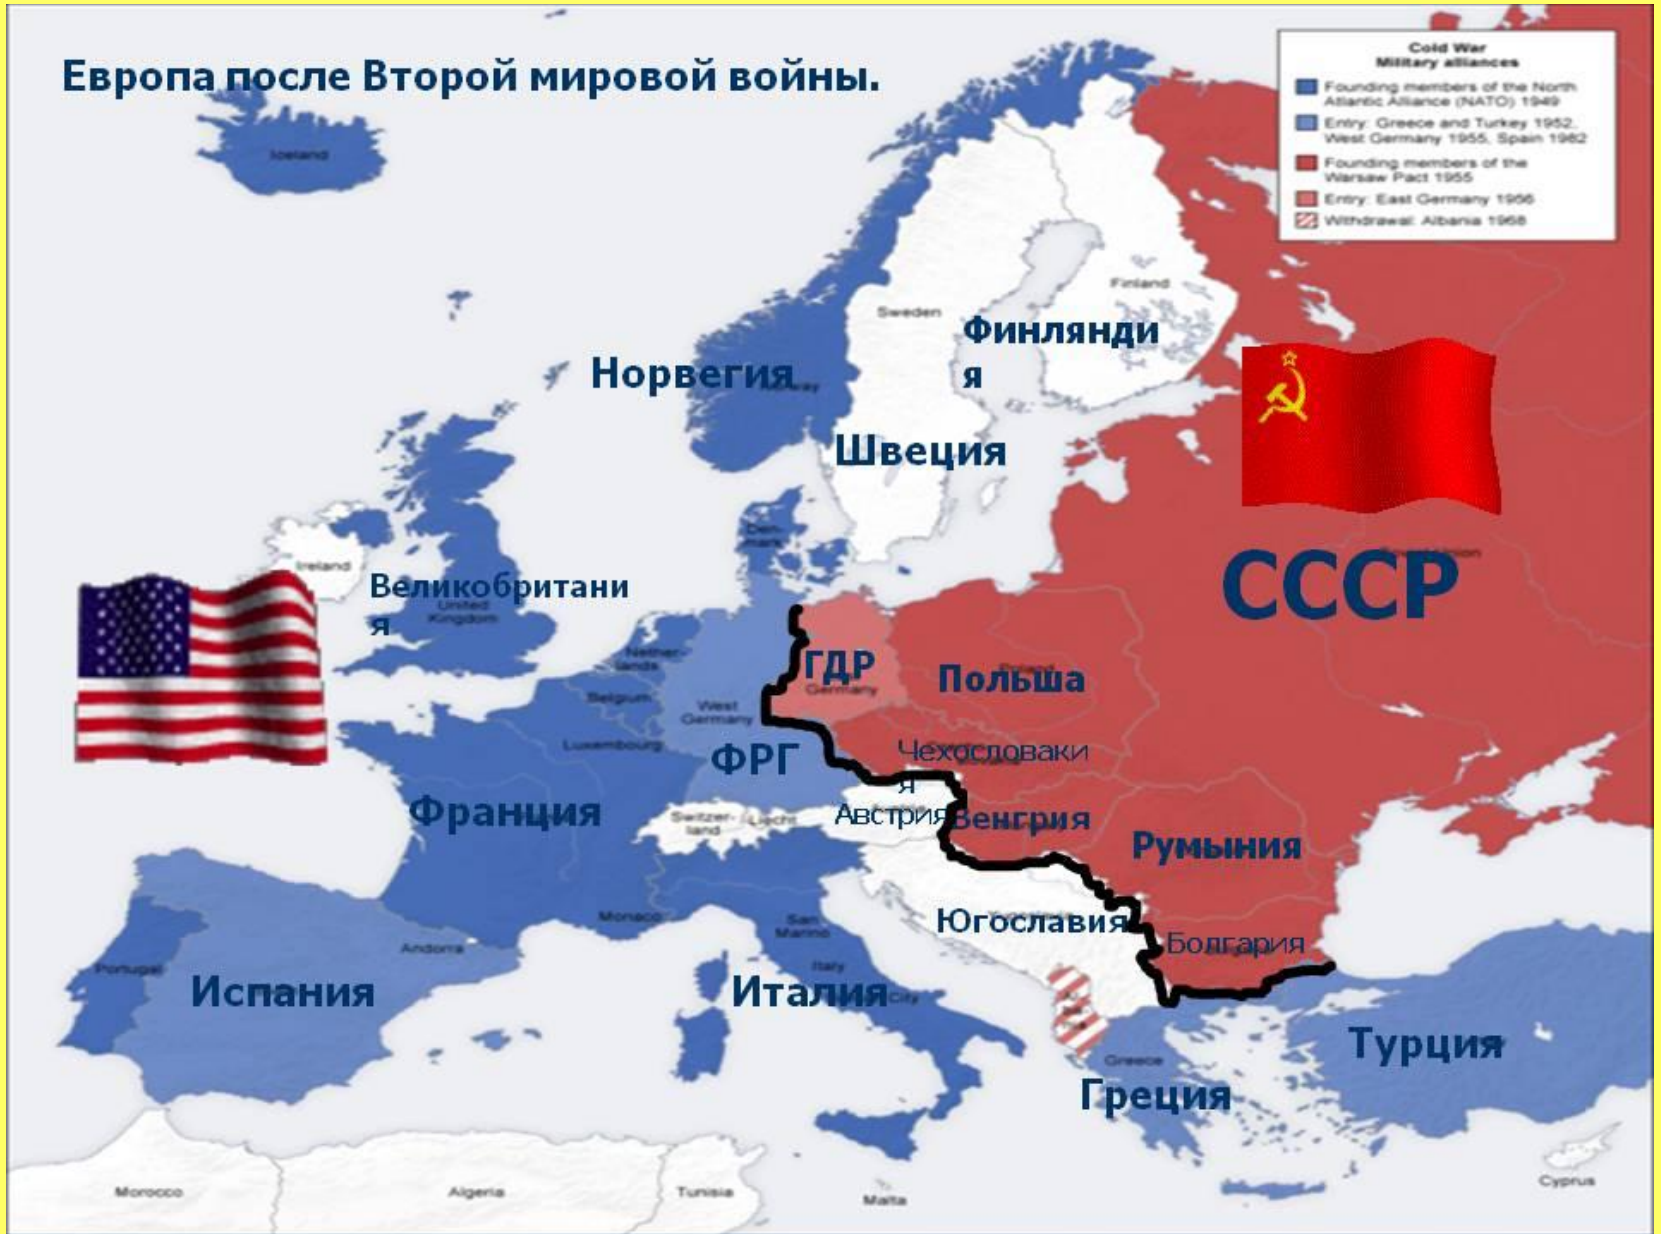 Европа после Второй мировой войны.
Cold War
Military alliances
Founding members of the North
Atlantic Alliance (NATO) 1949
Entry: Greece and Turkey 1952,
West Germany 1955, Spain 1982
Founding members of the
Warsaw Pact 1955
Entry: East Germany 1956
Withdrawal: Albania 1968
Iceland
Finland
Sweden
Финлянди
я
Норвегия
Швеция
Den-
mark
СССР
Ireland
Великобритани
я
United
Kingdom
Nether-
lands
ГДР
Germany
Польша
Belgium
West
Germany
Luxembourg
ФРГ
Чехословаки
я
Франция
Switzer-
land
Liecht
Австрия
Венгрия
Румыния
Monaco
San
Marino
Югославия
Болгария
Andorra
Portugal
Испания
Italy
Италия
City
Турция
Greece
Греция
Morocco
Algeria
Tunisia
Malta
Cyprus